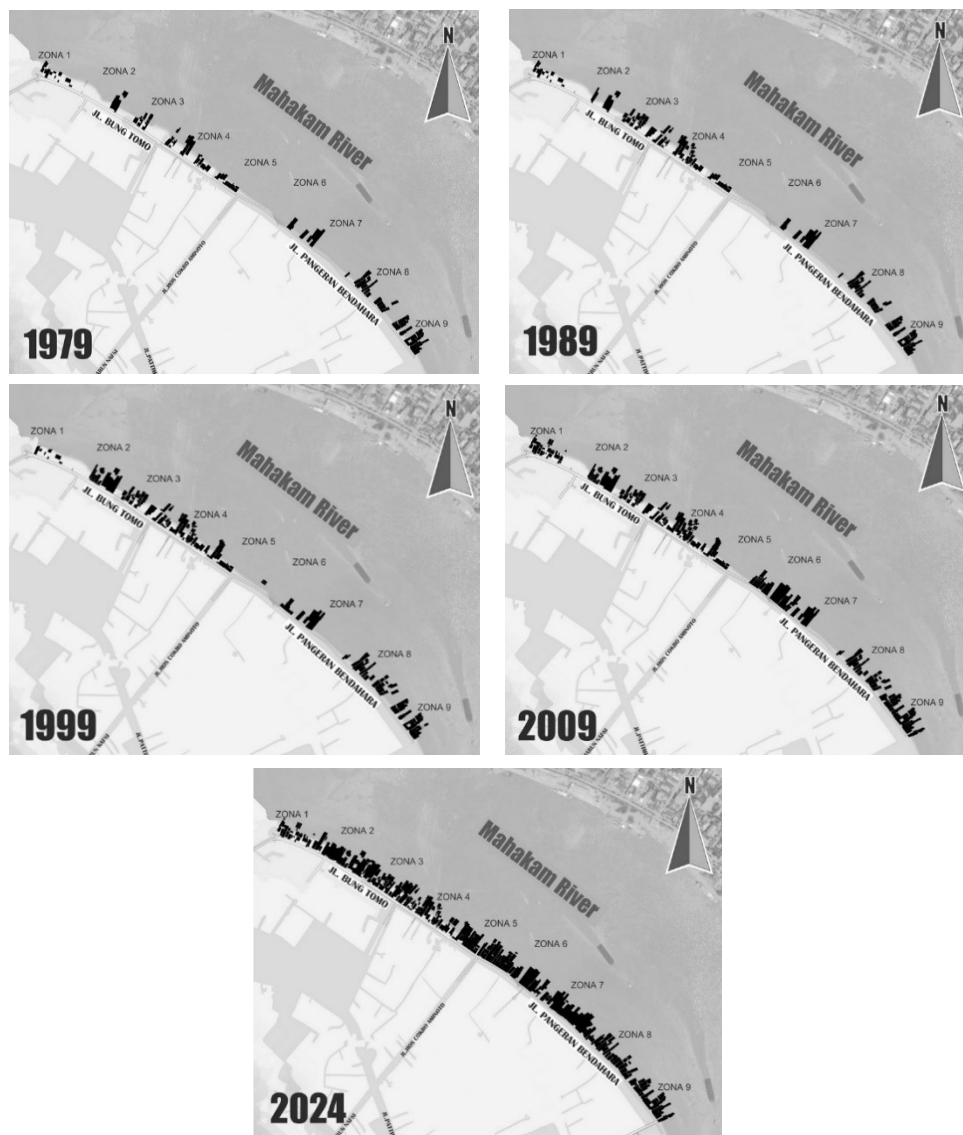 ZONA 1
ZONA 2
ZONA 3
ZONA 4
ZONA 5
ZONA 6
ZONA 7
ZONA 8
ZONA 9
Mahakam River
N
JL. BUNG TOMO
JL. PANGERAN BENDAHARA
1979
ZONA 1
ZONA 2
ZONA 3
ZONA 4
ZONA 5
ZONA 6
ZONA 7
ZONA 8
ZONA 9
Mahakam River
N
JL. BUNG TOMO
JL. PANGERAN BENDAHARA
1989
ZONA 1
ZONA 2
ZONA 3
ZONA 4
ZONA 5
ZONA 6
ZONA 7
ZONA 8
ZONA 9
Mahakam River
N
JL. BUNG TOMO
JL. PANGERAN BENDAHARA
1999
ZONA 1
ZONA 2
ZONA 3
ZONA 4
ZONA 5
ZONA 6
ZONA 7
ZONA 8
ZONA 9
Mahakam River
N
JL. BUNG TOMO
JL. PANGERAN BENDAHARA
2009
ZONA 1
ZONA 2
ZONA 3
ZONA 4
ZONA 5
ZONA 6
ZONA 7
ZONA 8
ZONA 9
Mahakam River
N
JL. BUNG TOMO
JL. PANGERAN BENDAHARA
2024